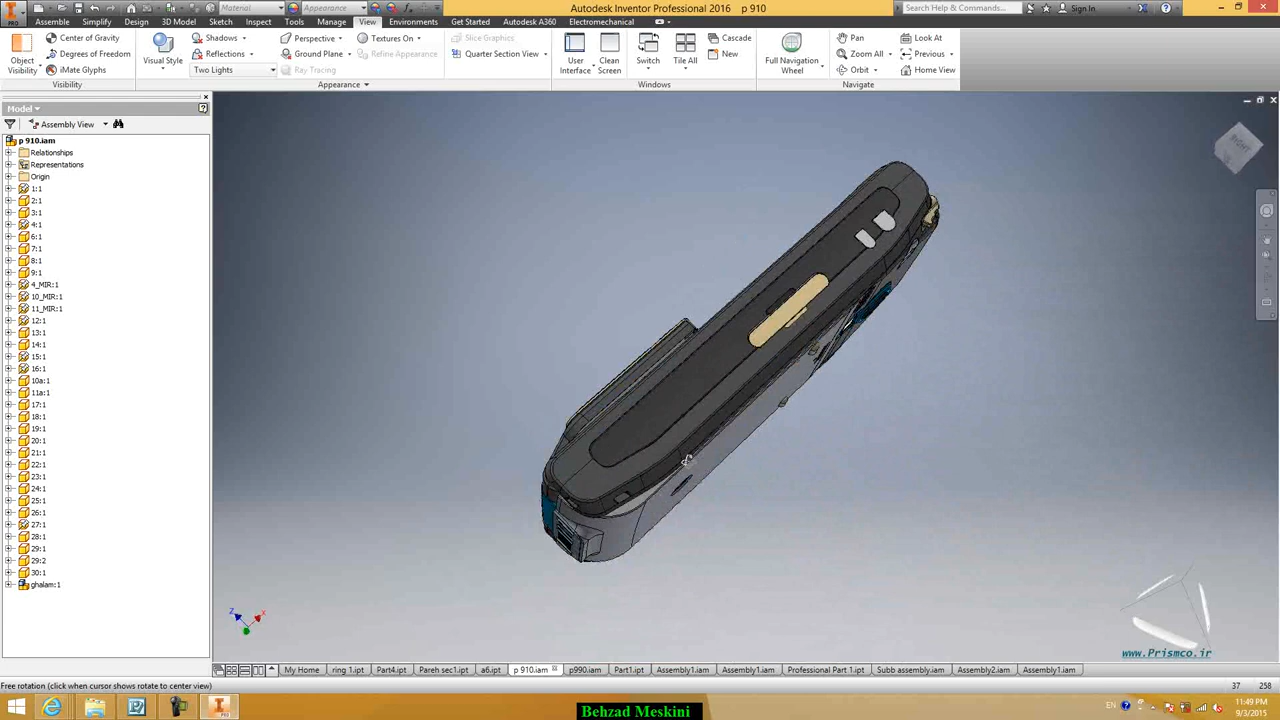 Material
Appearance
Autodesk Inventor Professional 2016 p 910
Search Help & Commands...
Sign In
PRO
Assemble Simplify Design 3D Model Sketch Inspect Tools Manage View Environments Get Started Autodesk A360 Electromechanical
Object Visibility
Center of Gravity
Degrees of Freedom
iMate Glyphs
Visibility
Visual Style
Shadows
Reflections
Two Lights
Perspective
Ground Plane
Ray Tracing
Textures On
Refine Appearance
Slice Graphics
Quarter Section View
Appearance
User Interface
Clean Screen
Switch
Tile All
Cascade
New
Windows
Full Navigation Wheel
Pan
Zoom All
Orbit
Look At
Previous
Home View
Navigate
Model
Assembly View
p 910.iam
Relationships
Representations
Origin
1:1
2:1
3:1
4:1
6:1
7:1
8:1
9:1
4_MIR:1
10_MIR:1
11_MIR:1
12:1
13:1
14:1
15:1
16:1
10a:1
11a:1
17:1
18:1
19:1
20:1
21:1
22:1
23:1
24:1
25:1
26:1
27:1
28:1
29:1
29:2
30:1
ghalam:1
RIGHT
Z
X
www.Prismco.ir
My Home ring 1.ipt Part4.ipt Pareh sec1.ipt a6.ipt p 910.iam p990.iam Part1.ipt Assembly1.iam Assembly1.iam Professional Part 1.ipt Subb assembly.iam Assembly2.iam Assembly1.iam
Free rotation (click when cursor show rotate to center view)
37 258
EN
11:49 PM
9/3/2015
Behzad Meskini